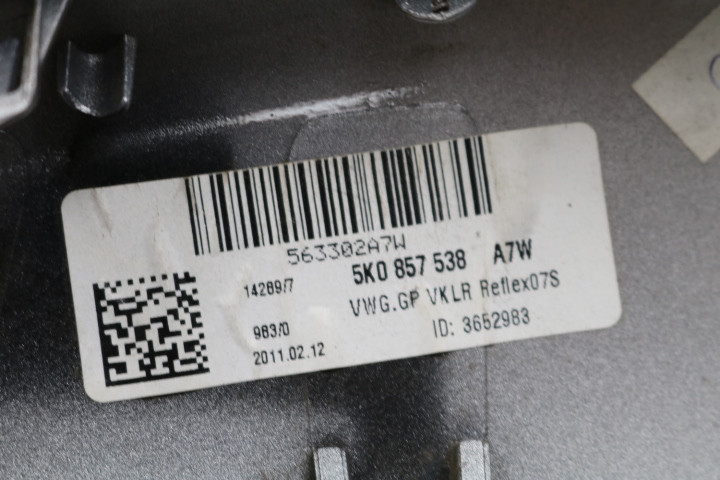 563302A7W
14289/7 5K0 857 538 A7W
VWG.GP VKLR Reflex07S
983/0 ID: 3652983
2011.02.12